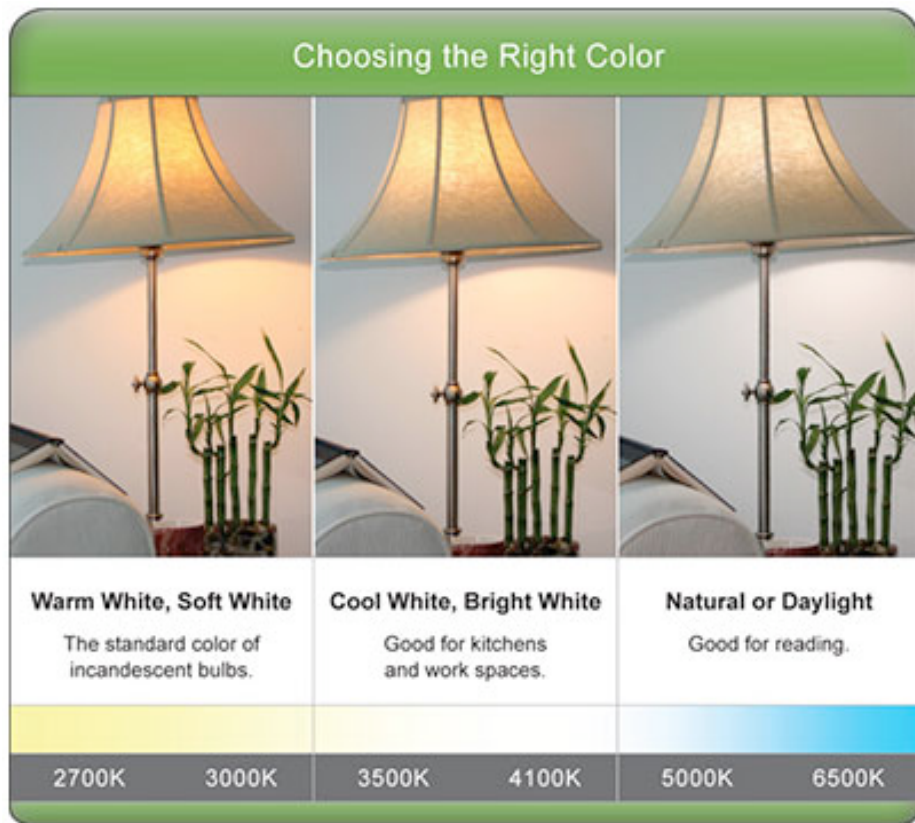 Choosing the Right Color
Warm White, Soft White
The standard color of
incandescent bulbs.
Cool White, Bright White
Good for kitchens
and work spaces.
Natural or Daylight
Good for reading.
2700K 3000K 3500K 4100K 5000K 6500K